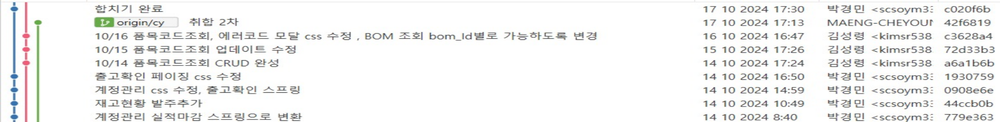 합치기 완료 17 10 2024 17:30 박경민 <scsoym3 c020f6b
origin/cy 취합 2차 17 10 2024 17:13 MAENG-CHEYOUN 42f6819
10/16 품목코드조회, 에러코드 모달 css 수정 , BOM 조회 bom_Id별로 가능하도록 변경 16 10 2024 16:47 김성령 <kimsr538 c3628a4
10/15 품목코드조회 업데이트 수정 15 10 2024 17:26 김성령 <kimsr538 72d33b3
10/14 품목코드조회 CRUD 완성 14 10 2024 17:24 김성령 <kimsr538 a6a1b6b
출고확인 페이징 css 수정 14 10 2024 16:50 박경민 <scsoym3 1930759
계정관리 css 수정, 출고확인 스프링 14 10 2024 14:59 박경민 <scsoym3 0908e6e
재고현황 발주추가 14 10 2024 10:49 박경민 <scsoym3 44ccb0b
계정관리 실적마감 스프링으로 변환 14 10 2024 8:40 박경민 <scsoym3 779e363